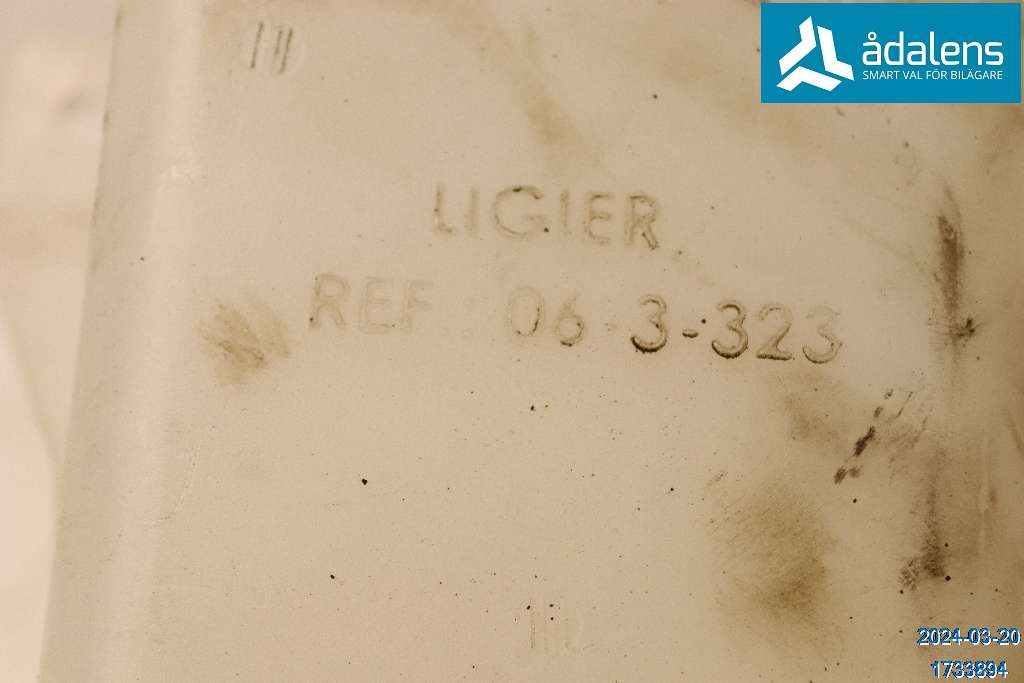 ådalens
SMART VAL FÖR BILÄGARE
LIGIER
REF.: 06-3-323
2024-03-20
1733894